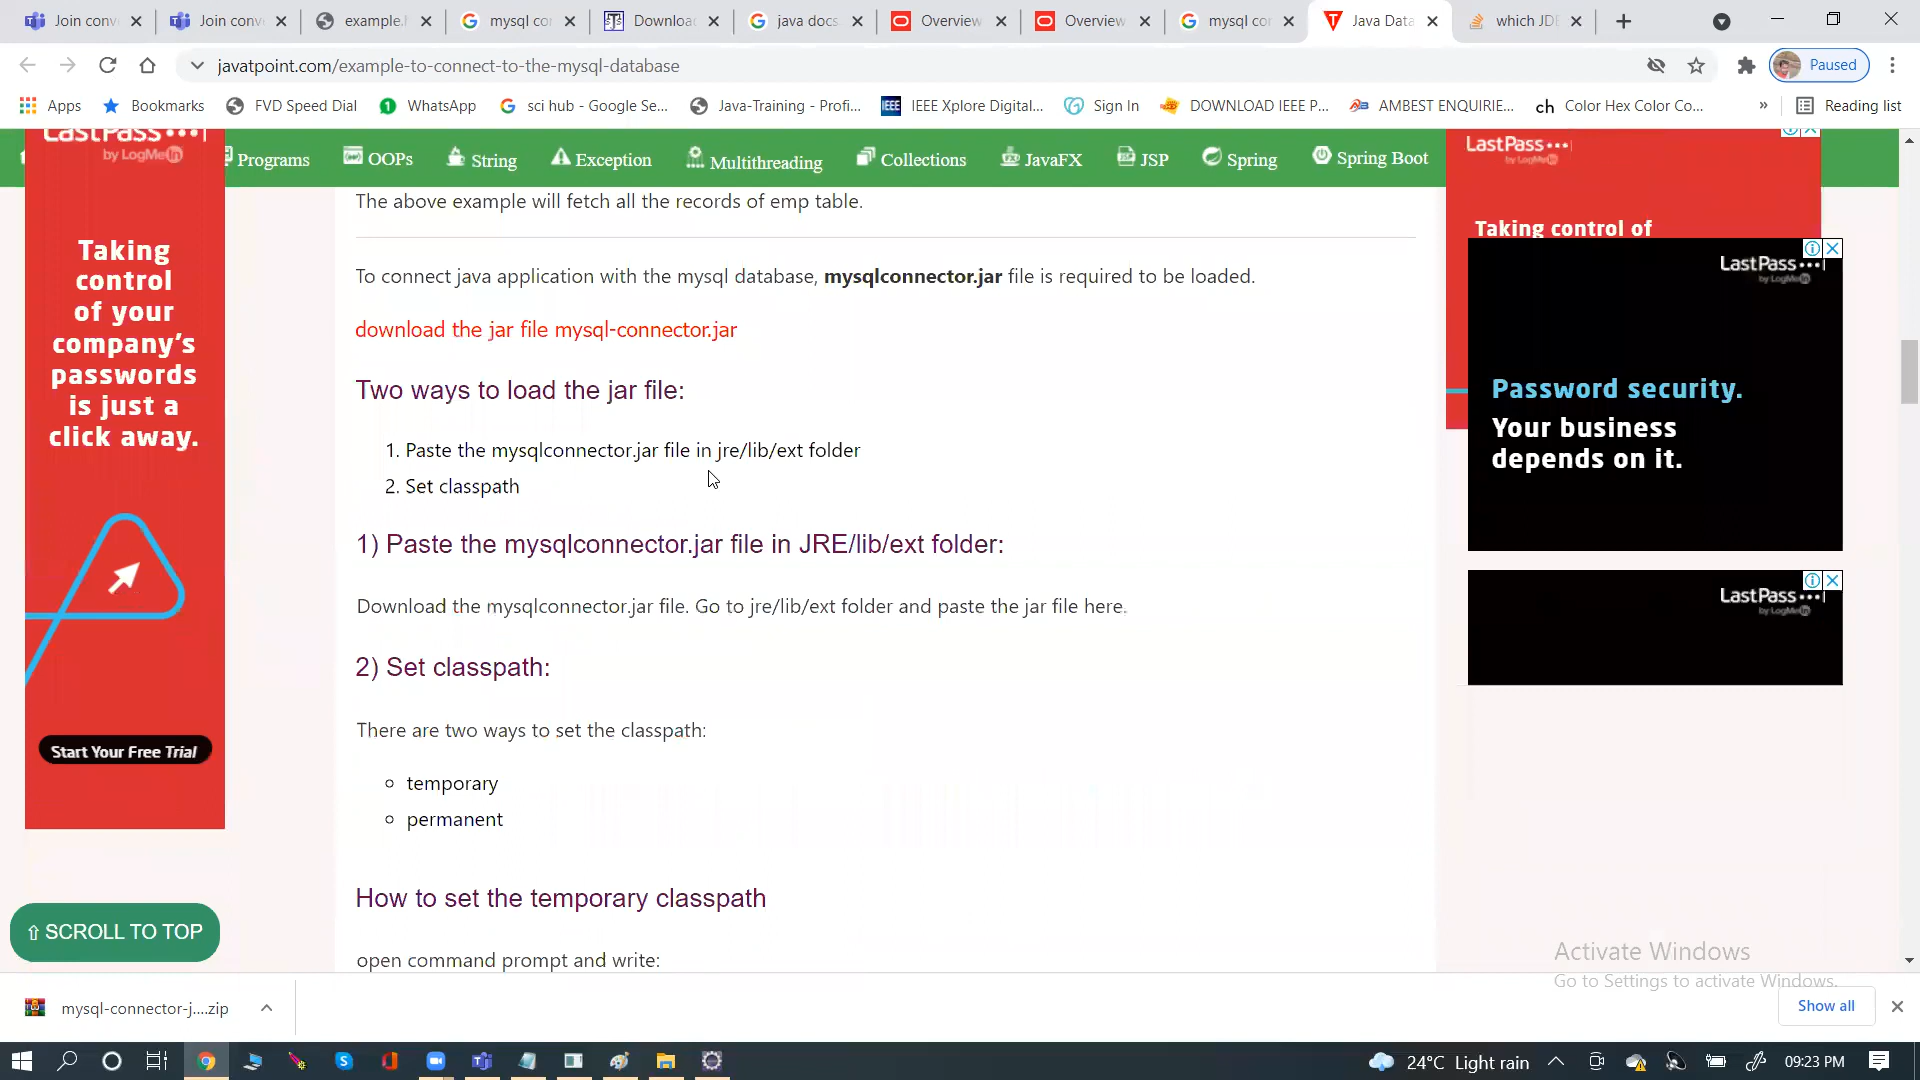 Join conv
Join conv
example.
mysql co
Downloa
java docs
Overview
Overview
mysql co
Java Data
which JD
javatpoint.com/example-to-connect-to-the-mysql-database
Paused
Apps
Bookmarks
FVD Speed Dial
WhatsApp
sci hub - Google Se...
Java-Training - Profi...
IEEE Xplore Digital...
Sign In
DOWNLOAD IEEE P...
AMBEST ENQUIRIE...
ch Color Hex Color Co...
»
Reading list
Programs
OOPs
String
Exception
Multithreading
Collections
JavaFX
JSP
Spring
Spring Boot
LastPass
by LogMeIn
Taking
control
of your
company's
passwords
is just a
click away.
Start Your Free Trial
The above example will fetch all the records of emp table.
To connect java application with the mysql database, mysqlconnector.jar file is required to be loaded.
download the jar file mysql-connector.jar
Two ways to load the jar file:
1. Paste the mysqlconnector.jar file in jre/lib/ext folder
2. Set classpath
1) Paste the mysqlconnector.jar file in JRE/lib/ext folder:
Download the mysqlconnector.jar file. Go to jre/lib/ext folder and paste the jar file here.
2) Set classpath:
There are two ways to set the classpath:
temporary
permanent
How to set the temporary classpath
open command prompt and write:
LastPass
by LogMeIn
Taking control of
LastPass
by LogMeIn
Password security.
Your business
depends on it.
LastPass
by LogMeIn
⇧ SCROLL TO TOP
Activate Windows
Go to Settings to activate Windows.
mysql-connector-j....zip
Show all
24°C Light rain
09:23 PM